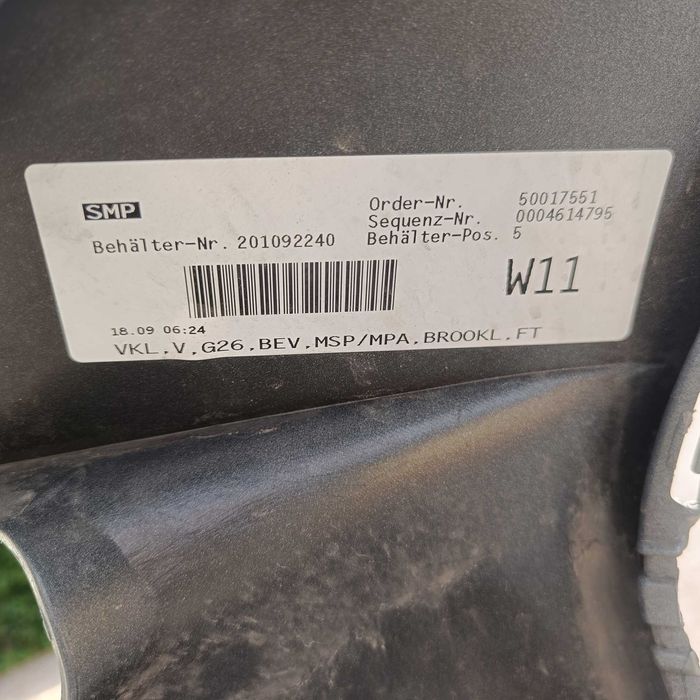 SMP
Order-Nr. 50017551
Sequenz-Nr. 0004614795
Behälter-Nr. 201092240 Behälter-Pos. 5
W11
18.09 06:24
VKL.V.G26.BEV.MSP/MPA.BROOKL.FT